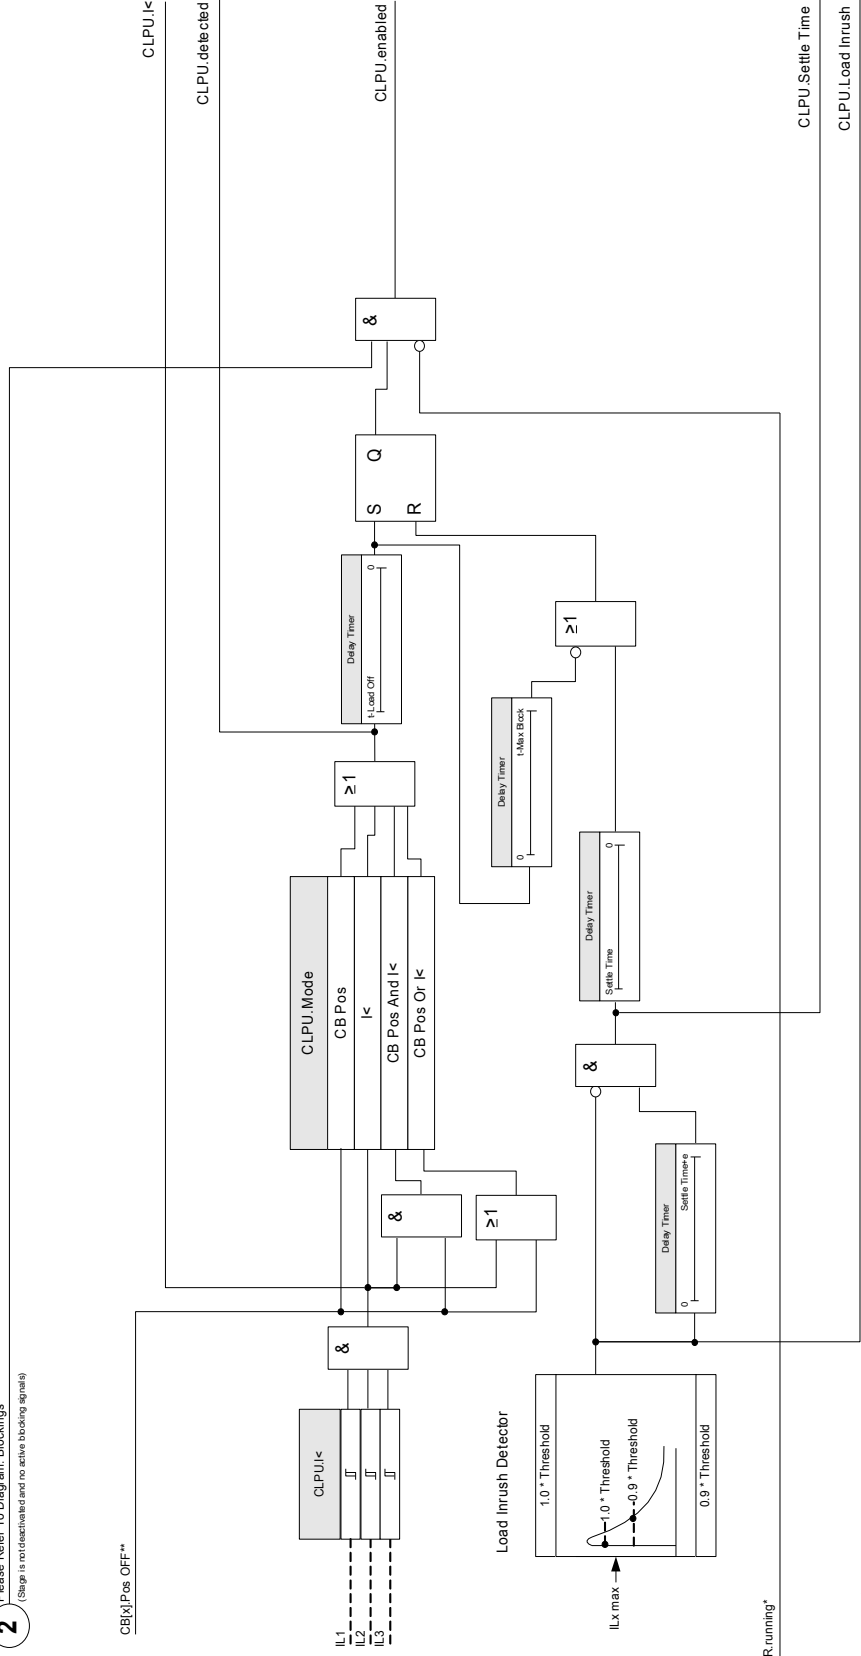 2
Please Refer To Diagram: Blockings
(Stage is not deactivated and no active blocking signals)
CLPU.I<
CLPU.detected
CLPU.enabled
CLPU.Settle Time
CLPU.Load Inrush
CB[x].Pos OFF**
IL1
IL2
IL3
CLPU.I<
&
&
≥1
CLPU.Mode
CB Pos
I<
CB Pos And I<
CB Pos Or I<
≥1
Delay Timer
t-Load Off
0
S
R
Q
&
Delay Timer
0
t-Max Block
≥1
Load Inrush Detector
ILx max
1.0 * Threshold
1.0 * Threshold
0.9 * Threshold
0.9 * Threshold
Delay Timer
0
Settle Time+e
&
Delay Timer
Settle Time
0
R.running*